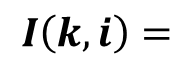 I(k, i) =